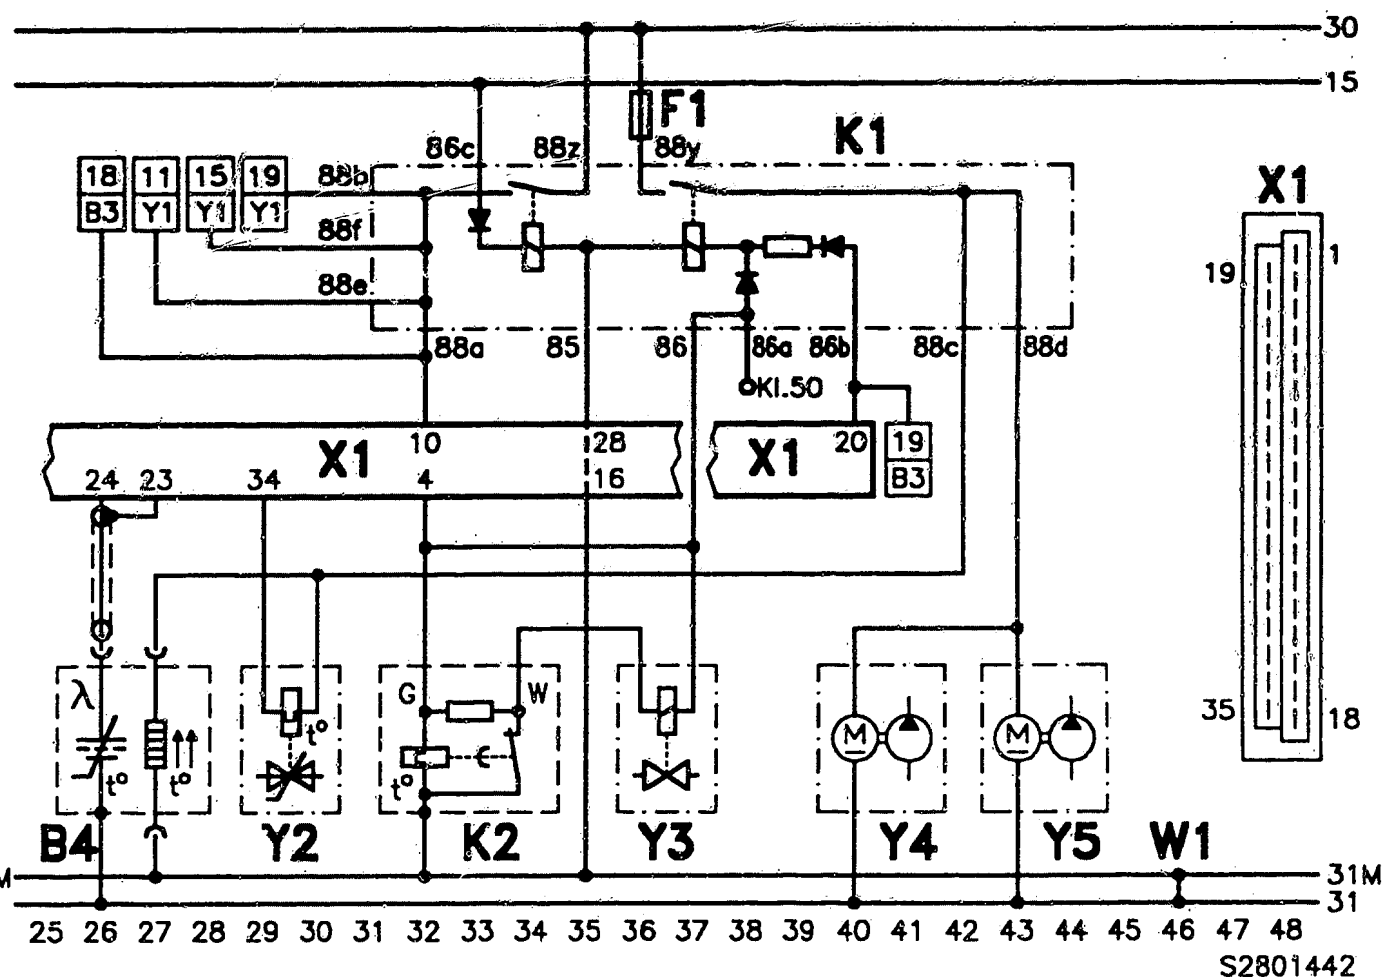 30
15
F1
86c 88z 88y K1
18 11 15 19 88b
B3 Y1 Y1 Y1
X1
88f
1
19
88e
88a 85 86 86a 86b 88c 88d
Kl.50
10 28 20 19
X1 X1
24 23 34 4 16 B3
λ G W
35 18
M M
t° t° t° t°
B4 Y2 K2 Y3 Y4 Y5 W1
M 31M
31
25 26 27 28 29 30 31 32 33 34 35 36 37 38 39 40 41 42 43 44 45 46 47 48
S2801442